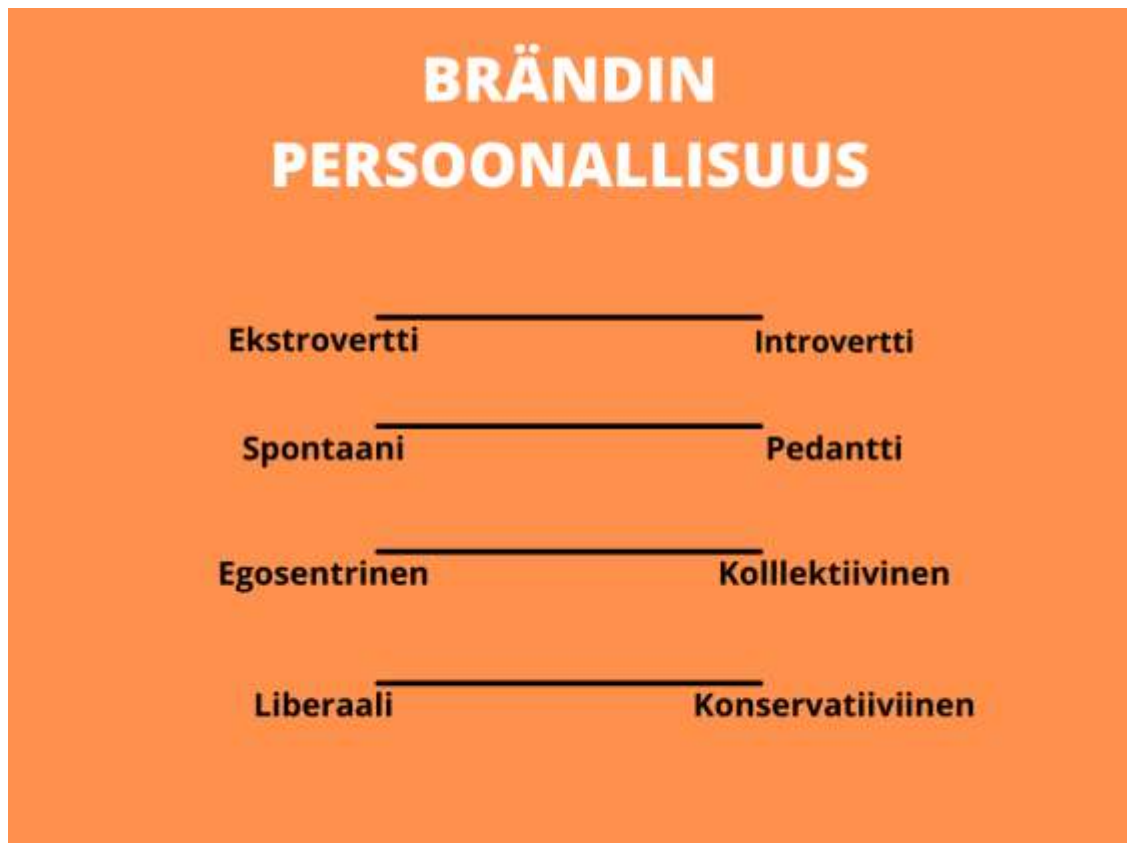 BRÄNDIN
PERSOONALLISUUS
Ekstrovertti Introvertti
Spontaani Pedantti
Egosentrinen Kolllektiivinen
Liberaali Konservatiiviinen